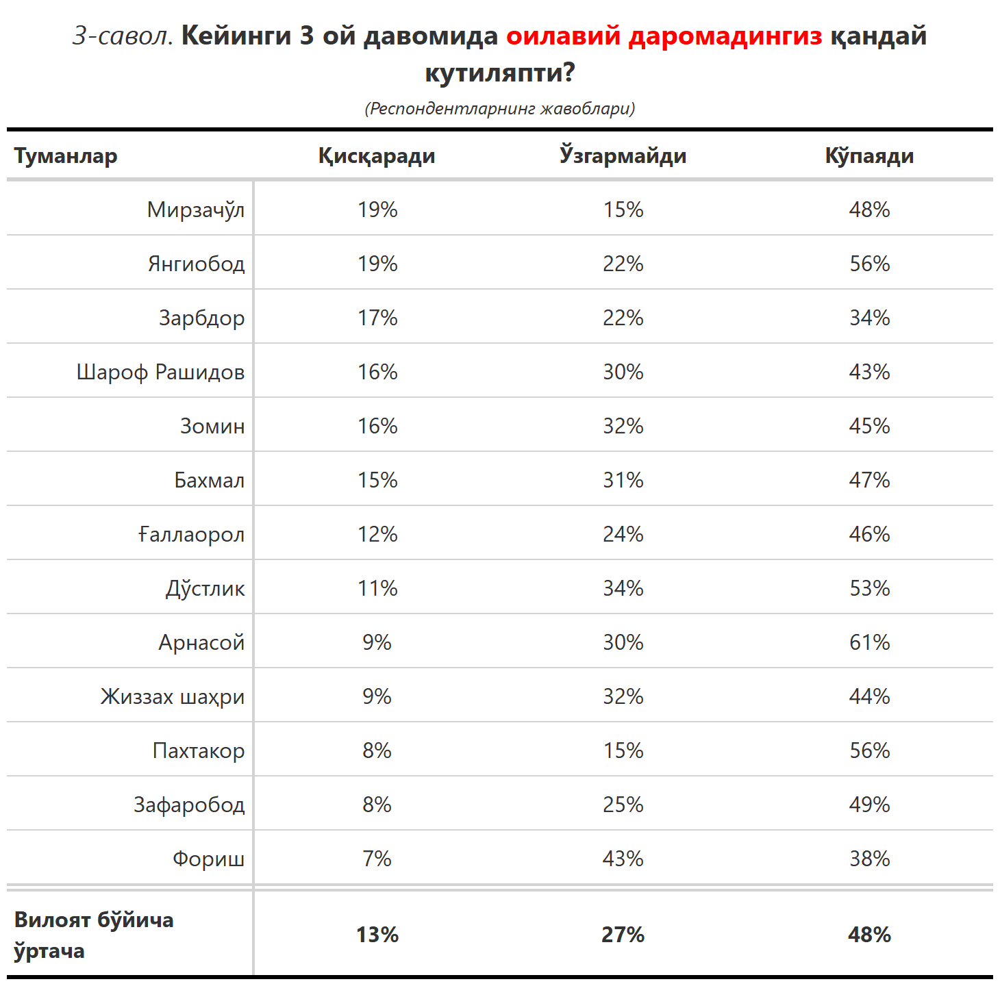 3-савол. Кейинги 3 ой давомида оилавий даромадингиз қандай
кутиляпти?
(Респондентларнинг жавоблари)
Туманлар Қисқаради Ўзгармайди Кўпаяди
Мирзачўл 19% 15% 48%
Янгиобод 19% 22% 56%
Зарбдор 17% 22% 34%
Шароф Рашидов 16% 30% 43%
Зомин 16% 32% 45%
Бахмал 15% 31% 47%
Ғаллаорол 12% 24% 46%
Дўстлик 11% 34% 53%
Арнасой 9% 30% 61%
Жиззах шаҳри 9% 32% 44%
Пахтакор 8% 15% 56%
Зафаробод 8% 25% 49%
Фориш 7% 43% 38%
Вилоят бўйича
ўртача 13% 27% 48%